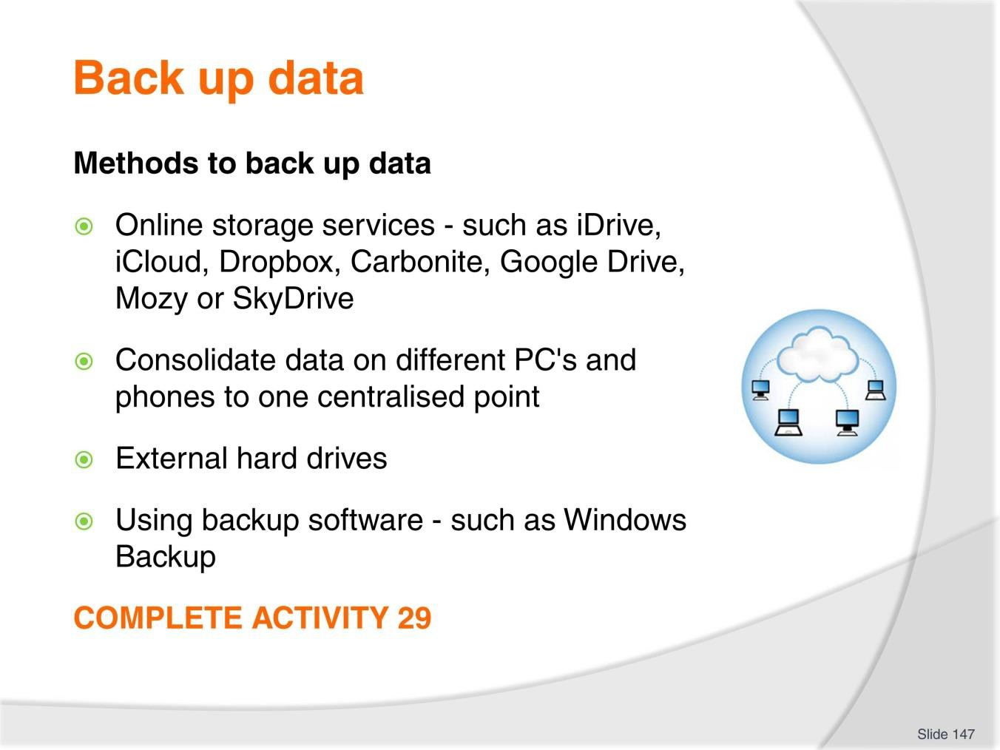 Back up data
Methods to back up data
Online storage services - such as iDrive,
iCloud, Dropbox, Carbonite, Google Drive,
Mozy or SkyDrive
Consolidate data on different PC's and
phones to one centralised point
External hard drives
Using backup software - such as Windows
Backup
COMPLETE ACTIVITY 29
Slide 147